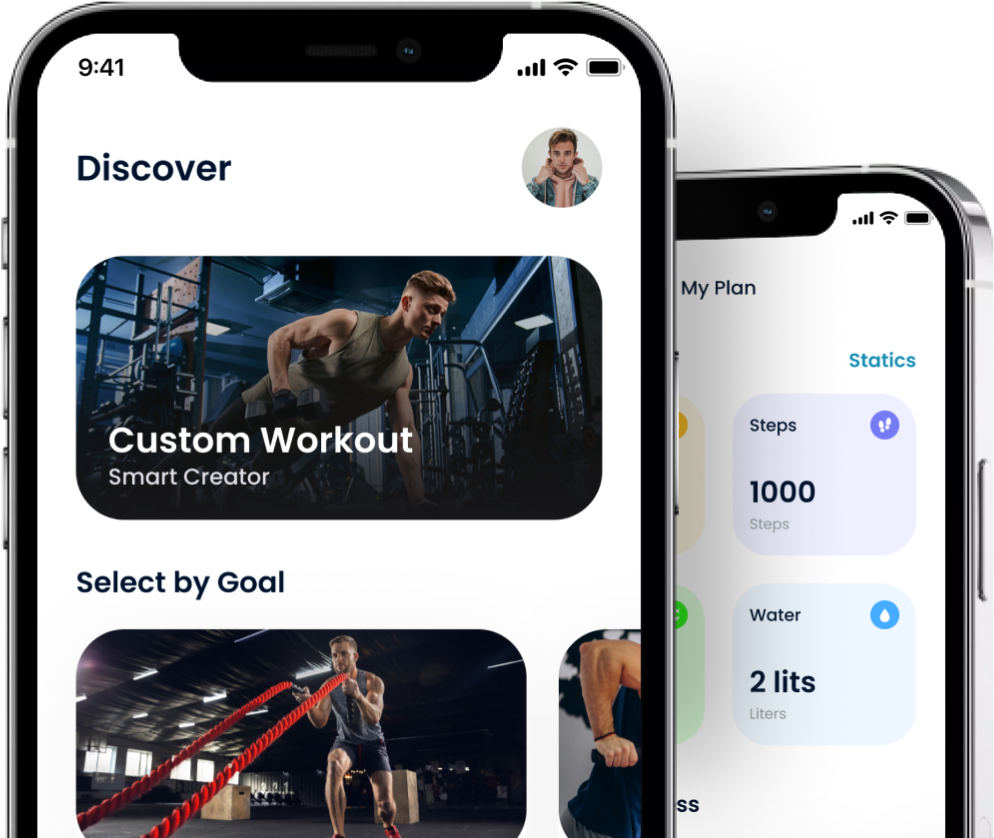 9:41
Discover
Custom Workout
Smart Creator
Select by Goal
My Plan
Statics
Steps
1000
Steps
Water
2 lits
Liters
ss